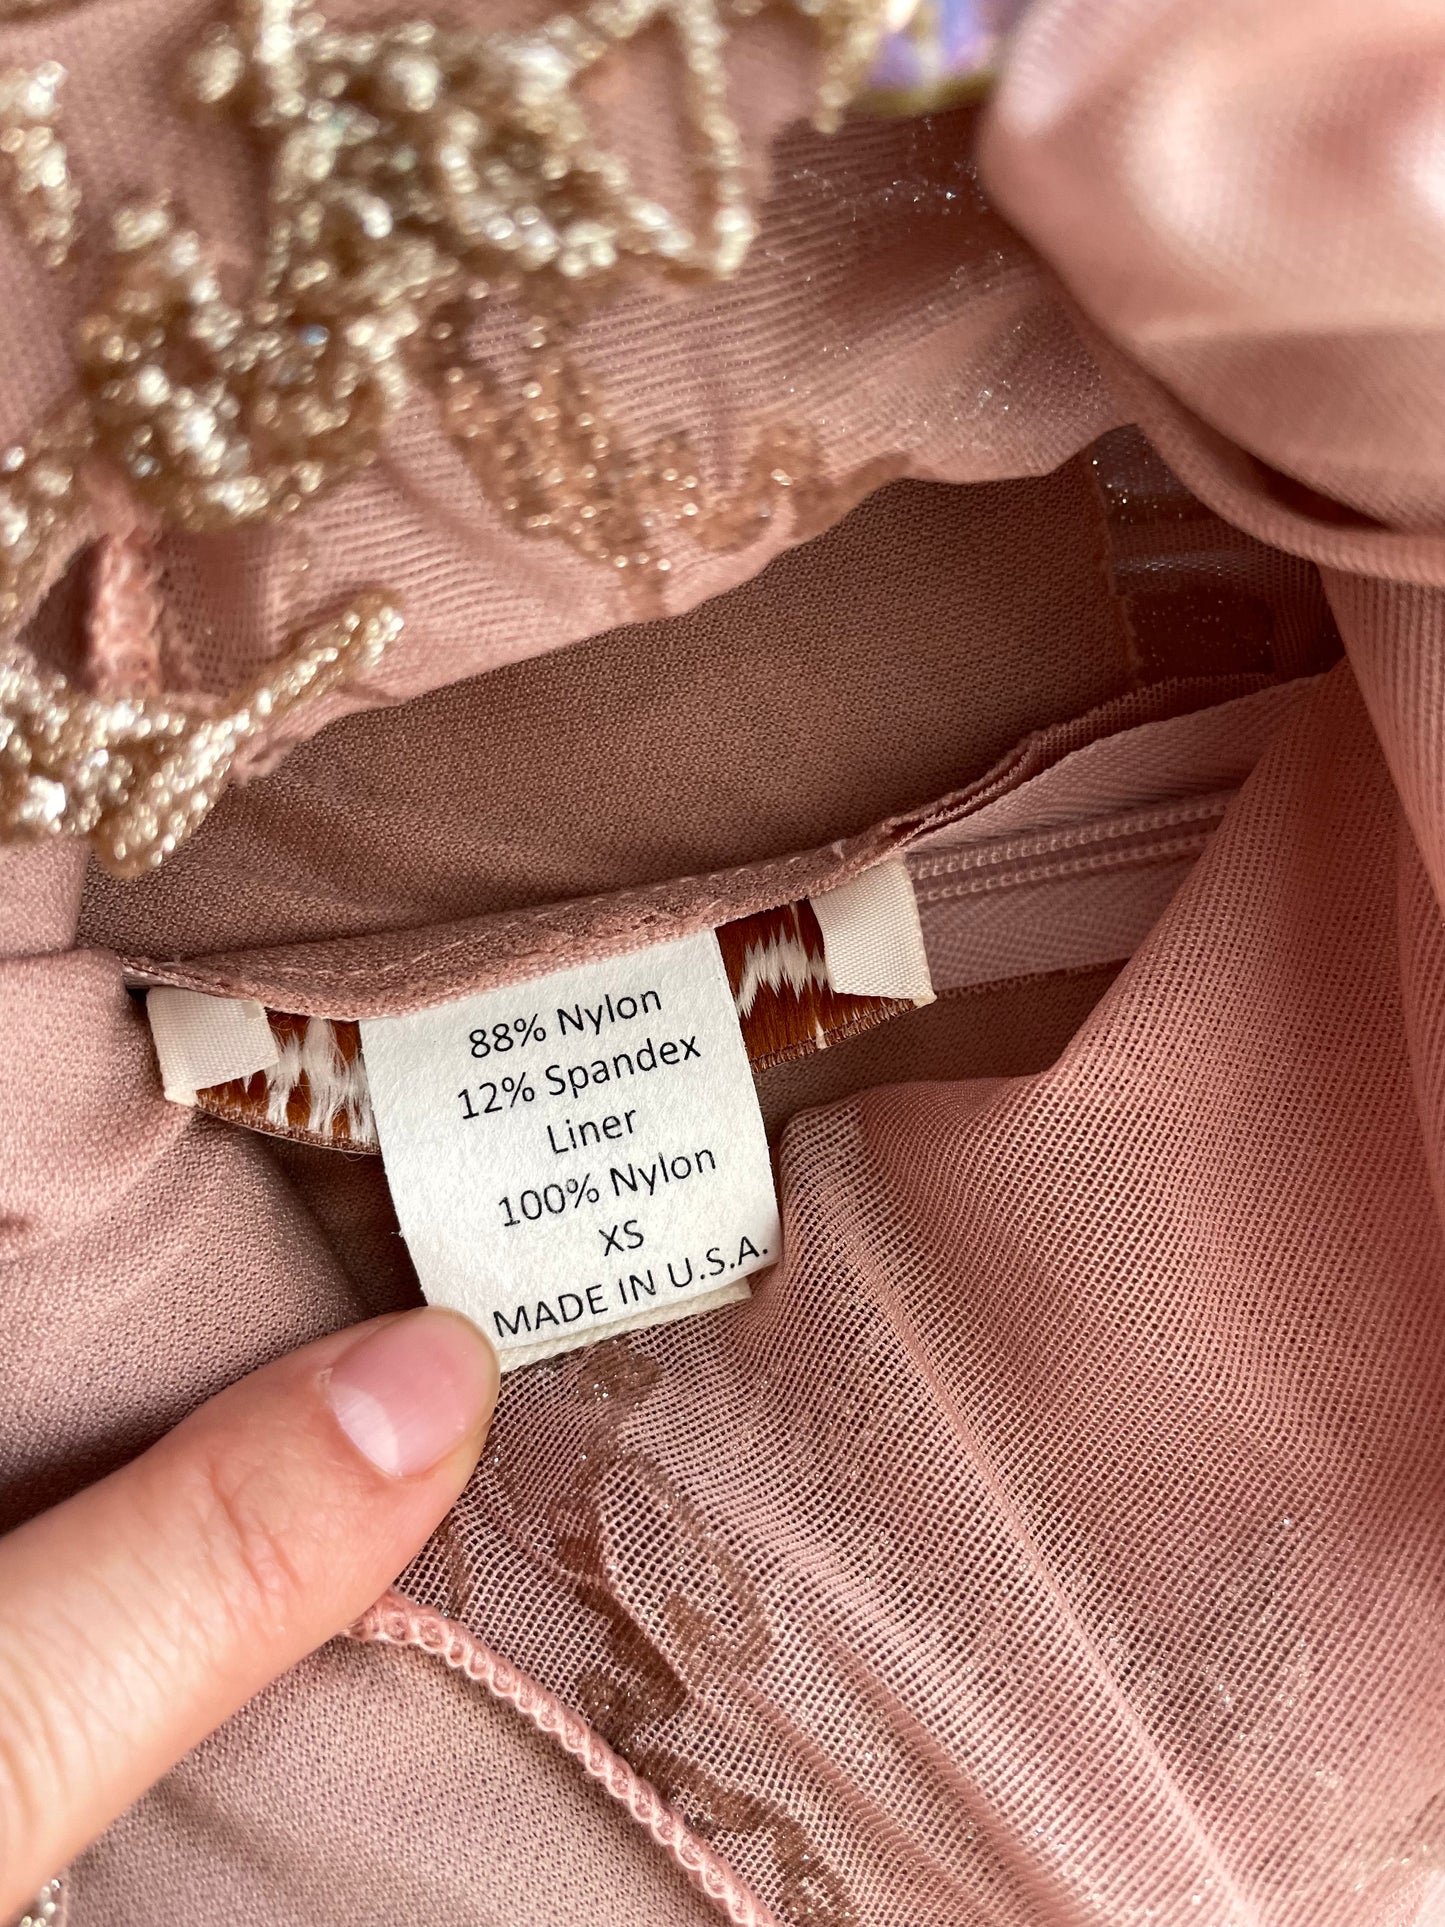 88% Nylon
12% Spandex
Liner
100% Nylon
XS
MADE IN U.S.A.